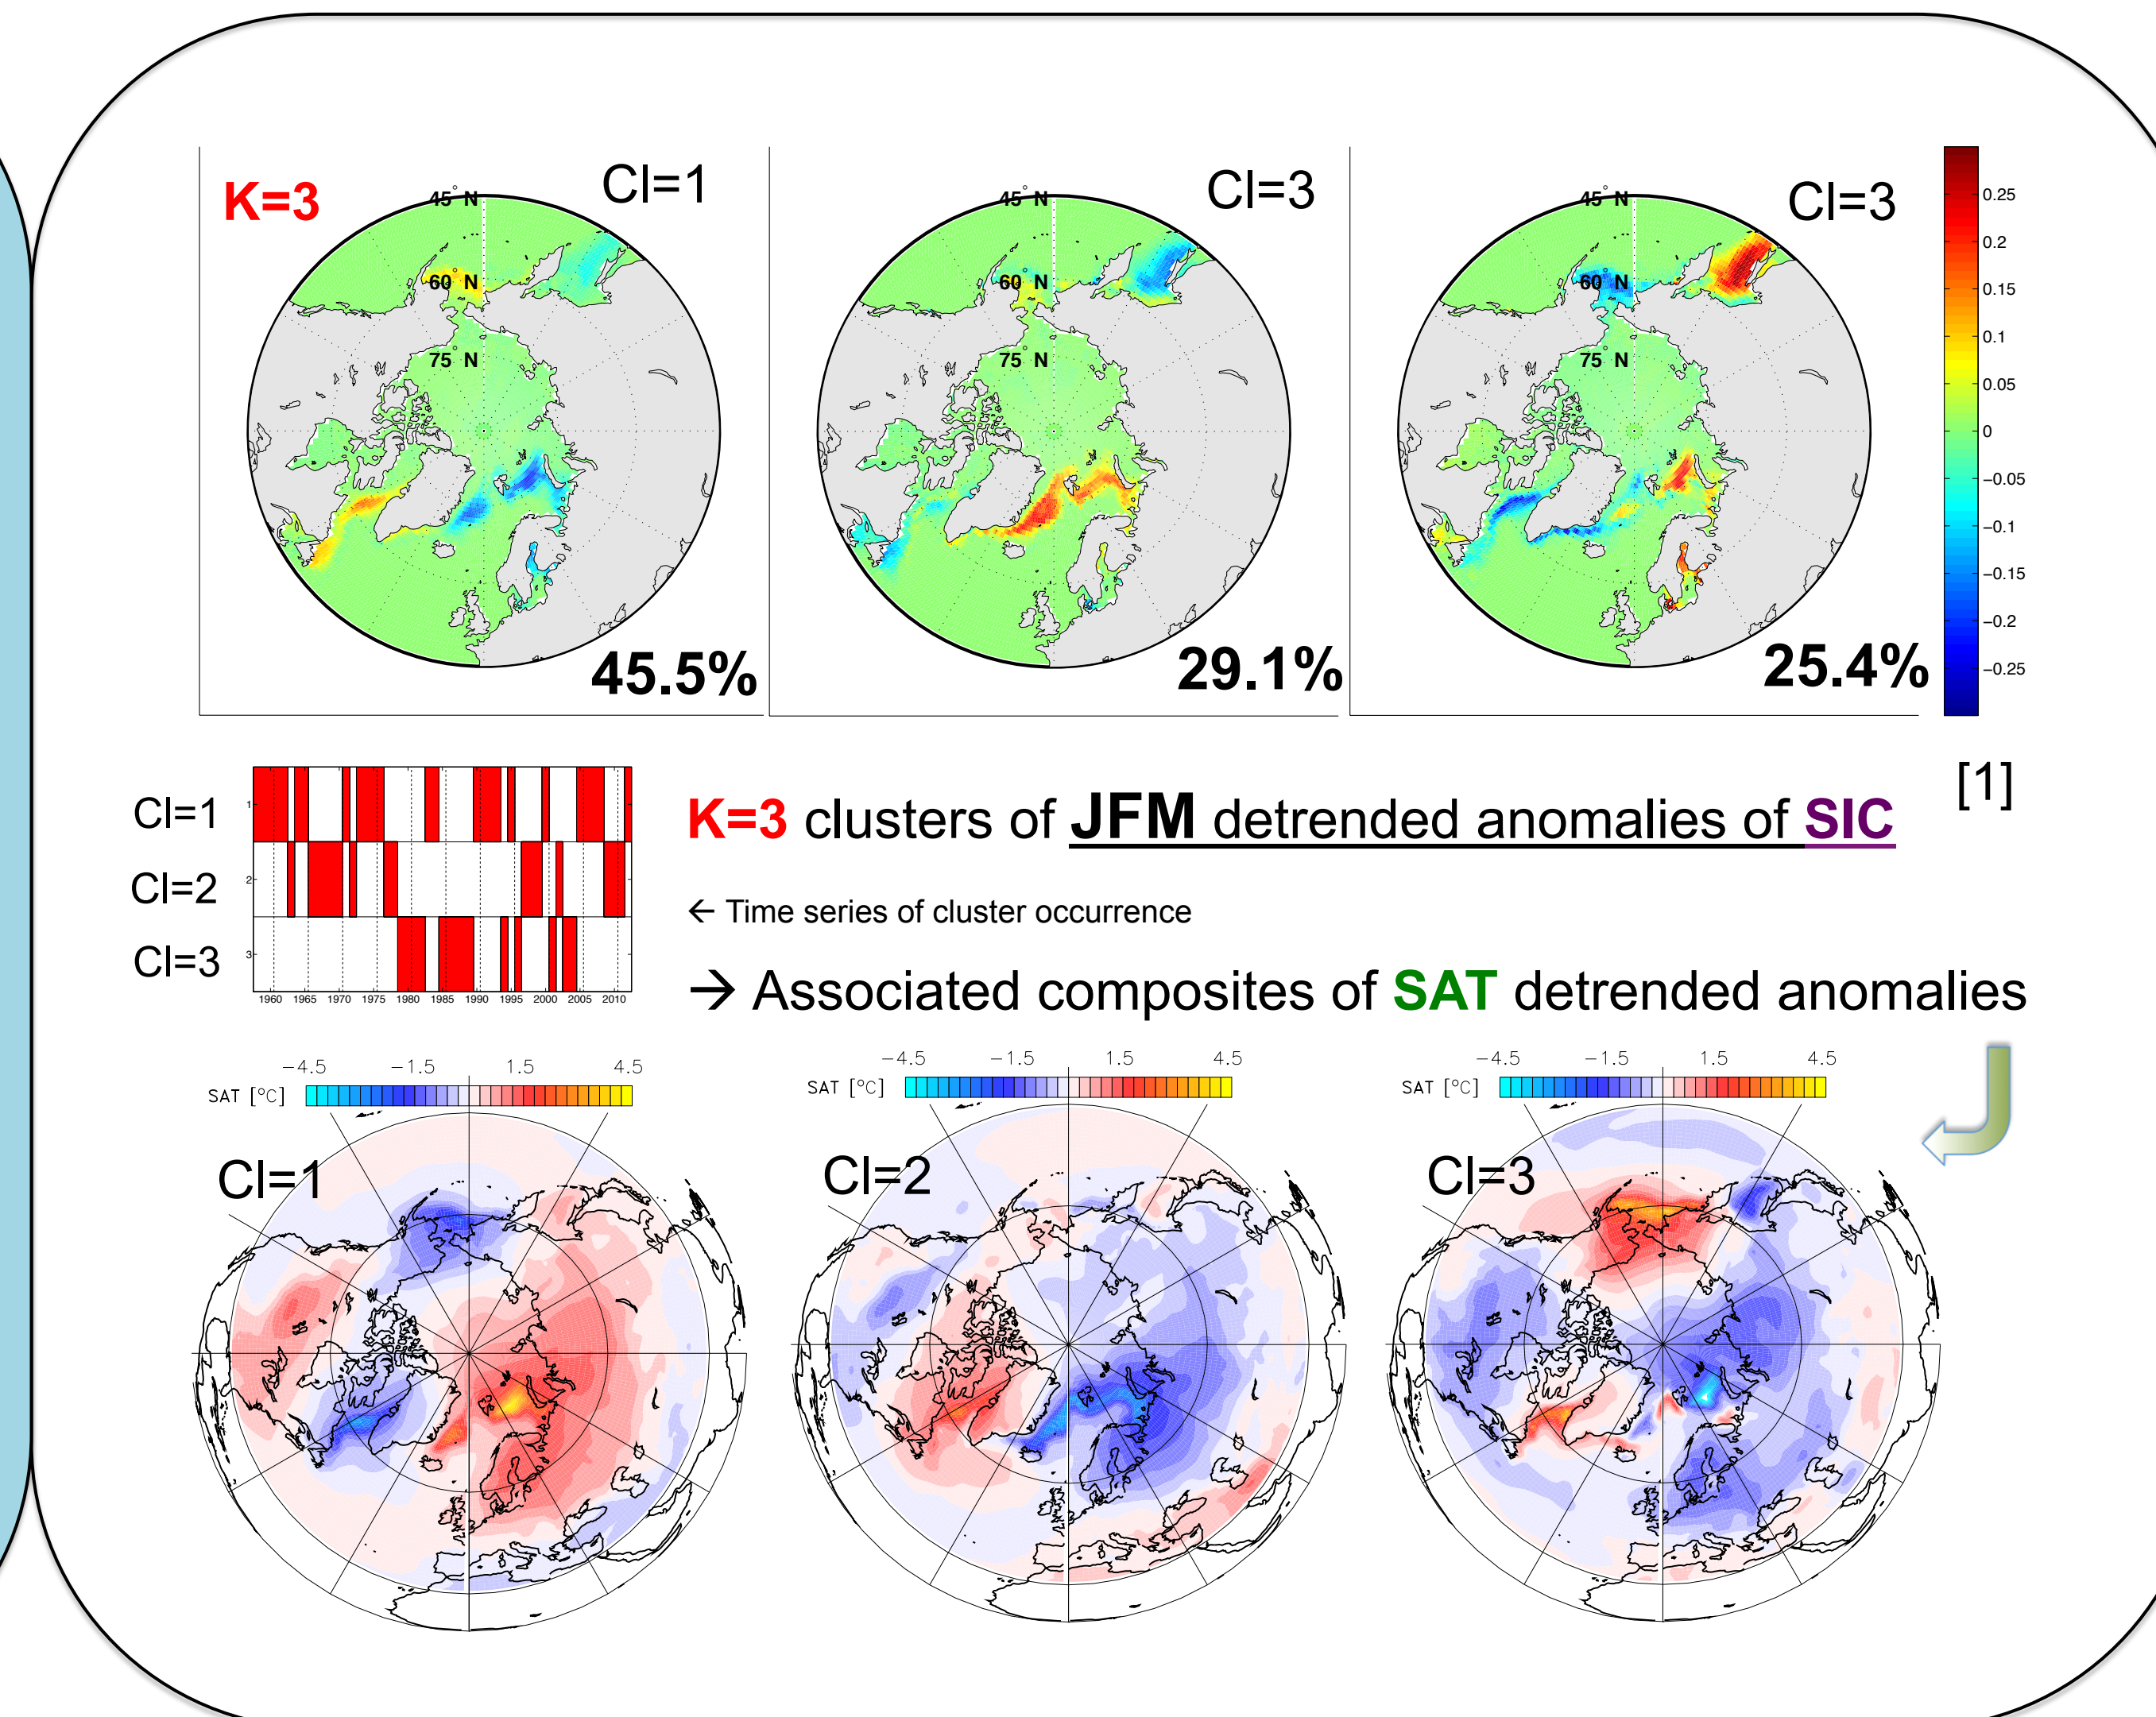 K=3
Cl=1
45° N
60° N
75° N
45.5%
Cl=3
45° N
60° N
75° N
29.1%
Cl=3
45° N
60° N
75° N
25.4%
0.25
0.2
0.15
0.1
0.05
0
−0.05
−0.1
−0.15
−0.2
−0.25
[1]
Cl=1
Cl=2
Cl=3
1
2
3
1960 1965 1970 1975 1980 1985 1990 1995 2000 2005 2010
K=3 clusters of JFM detrended anomalies of SIC
← Time series of cluster occurrence
→ Associated composites of SAT detrended anomalies
−4.5 −1.5 1.5 4.5
SAT [°C]
Cl=1
−4.5 −1.5 1.5 4.5
SAT [°C]
Cl=2
−4.5 −1.5 1.5 4.5
SAT [°C]
Cl=3